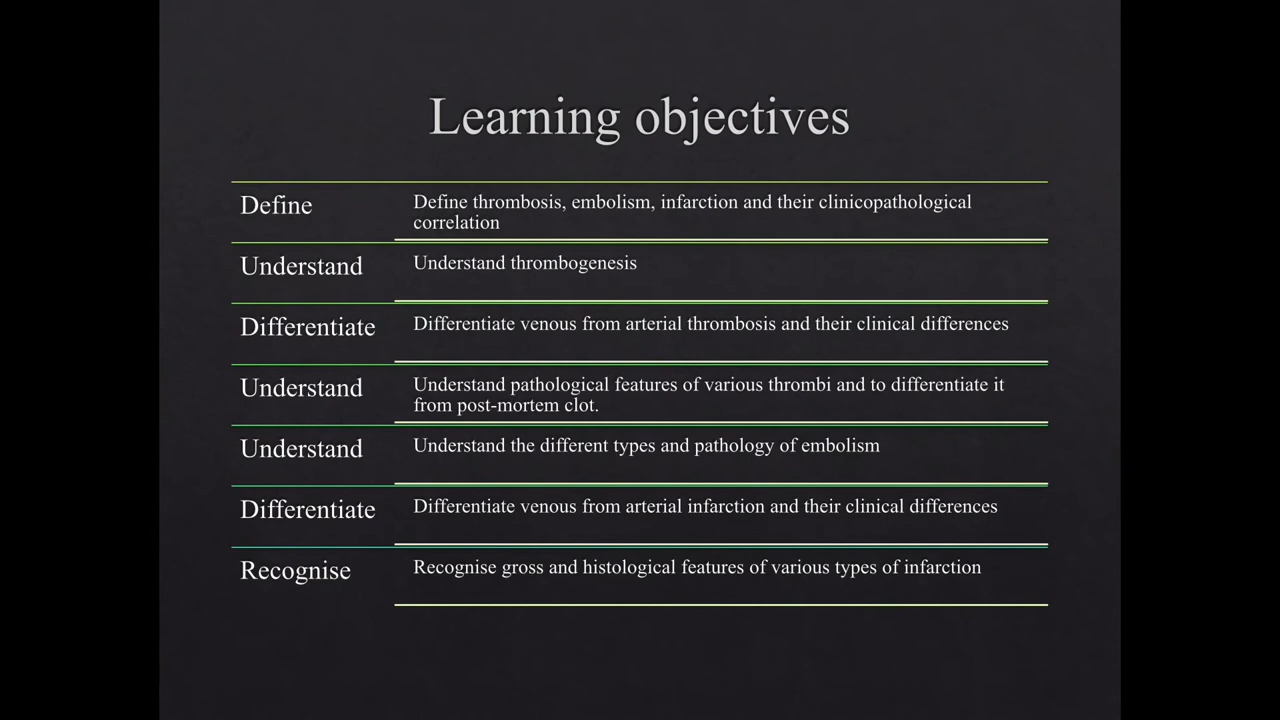 Learning objectives
Define
Define thrombosis, embolism, infarction and their clinicopathological
correlation
Understand
Understand thrombogenesis
Differentiate
Differentiate venous from arterial thrombosis and their clinical differences
Understand
Understand pathological features of various thrombi and to differentiate it
from post-mortem clot.
Understand
Understand the different types and pathology of embolism
Differentiate
Differentiate venous from arterial infarction and their clinical differences
Recognise
Recognise gross and histological features of various types of infarction